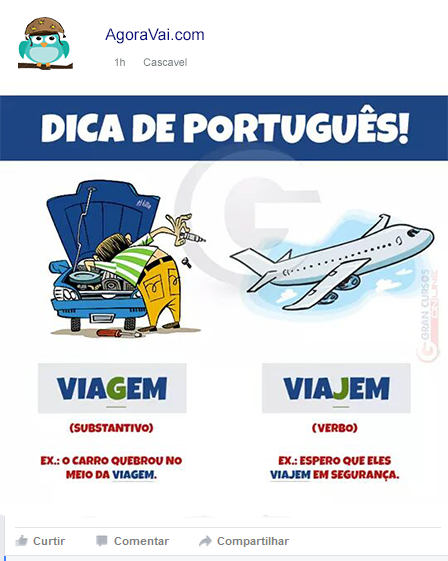 AgoraVai.com
1h Cascavel
DICA DE PORTUGUÊS!
GRAN CURSOS
ONLINE
VIAGEM
VIAJEM
(SUBSTANTIVO)
(VERBO)
EX.: O CARRO QUEBROU NO
MEIO DA VIAGEM.
EX.: ESPERO QUE ELES
VIAJEM EM SEGURANÇA.
Curtir Comentar Compartilhar